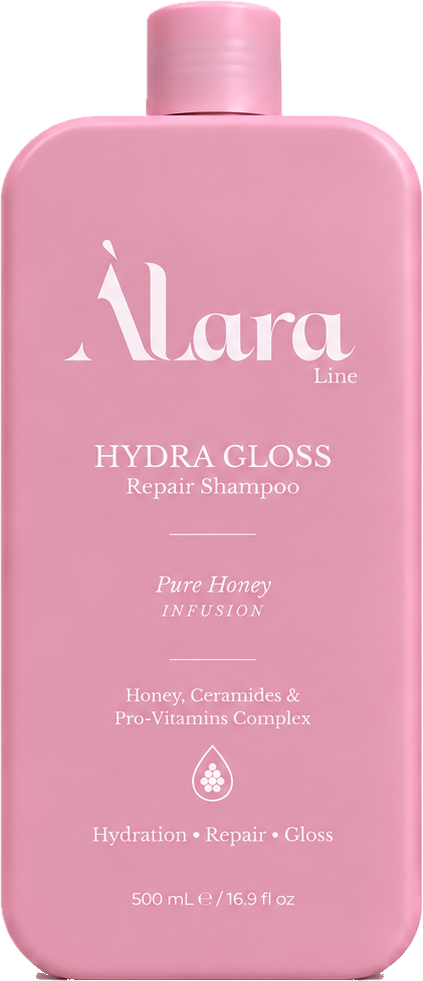 Àlara
Line
HYDRA GLOSS
Repair Shampoo
Pure Honey
INFUSION
Honey, Ceramides &
Pro-Vitamins Complex
Hydration • Repair • Gloss
500 mL ℮ / 16.9 fl oz